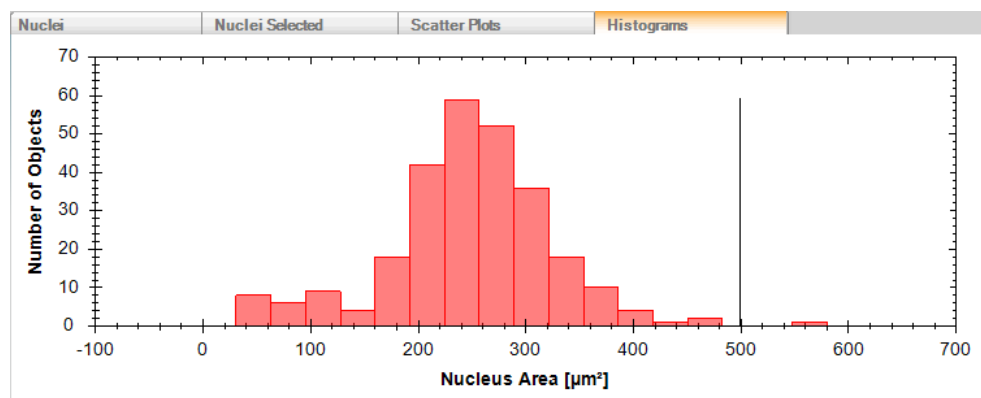 Nuclei Nuclei Selected Scatter Plots Histograms
70
60
50
40
30
20
10
0
Number of Objects
-100 0 100 200 300 400 500 600 700
Nucleus Area [µm²]